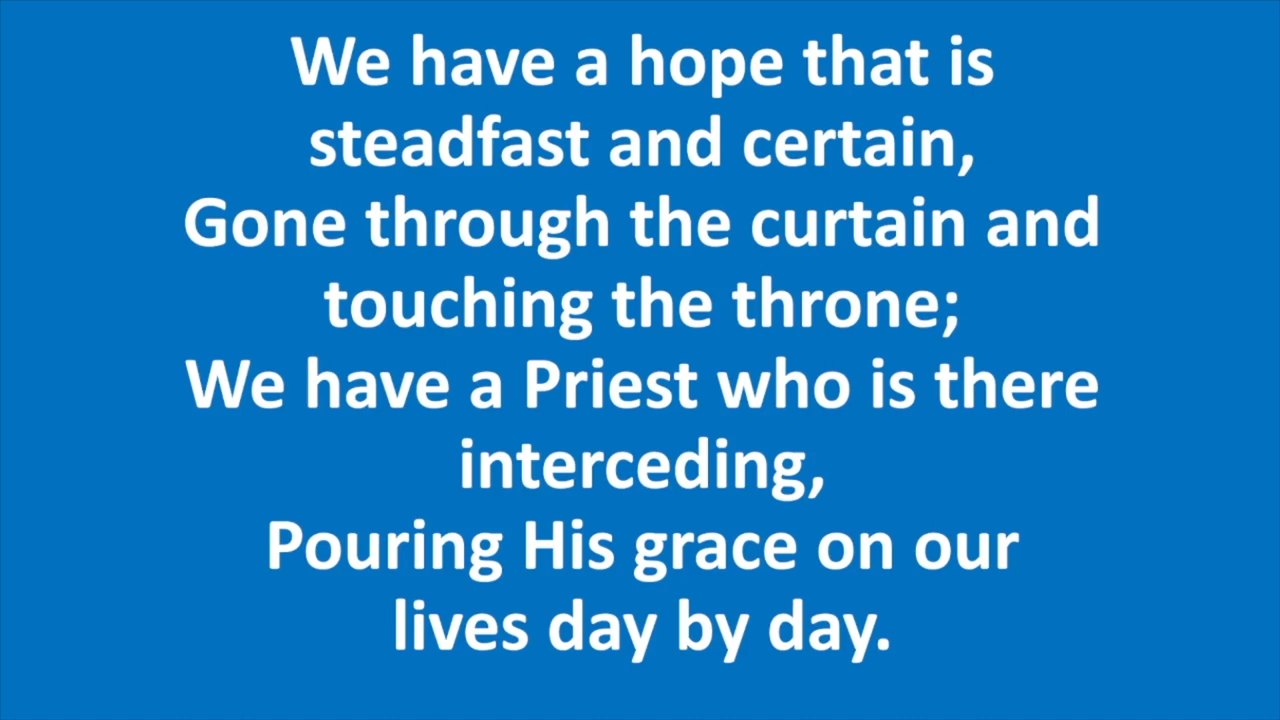 We have a hope that is
steadfast and certain,
Gone through the curtain and
touching the throne;
We have a Priest who is there
interceding,
Pouring His grace on our
lives day by day.